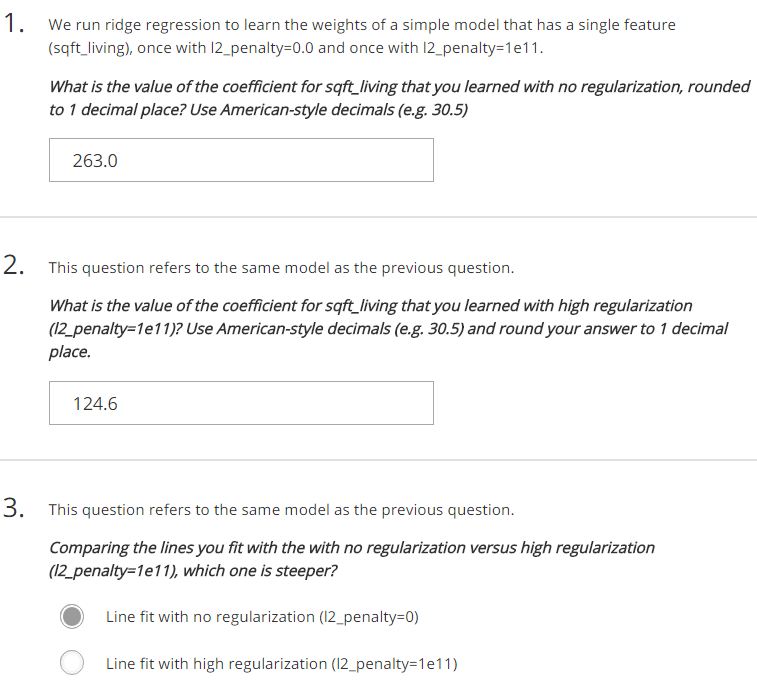 1. We run ridge regression to learn the weights of a simple model that has a single feature
(sqft_living), once with l2_penalty=0.0 and once with l2_penalty=1e11.
What is the value of the coefficient for sqft_living that you learned with no regularization, rounded
to 1 decimal place? Use American-style decimals (e.g. 30.5)
263.0
2. This question refers to the same model as the previous question.
What is the value of the coefficient for sqft_living that you learned with high regularization
(l2_penalty=1e11)? Use American-style decimals (e.g. 30.5) and round your answer to 1 decimal
place.
124.6
3. This question refers to the same model as the previous question.
Comparing the lines you fit with the with no regularization versus high regularization
(l2_penalty=1e11), which one is steeper?
Line fit with no regularization (l2_penalty=0)
Line fit with high regularization (l2_penalty=1e11)